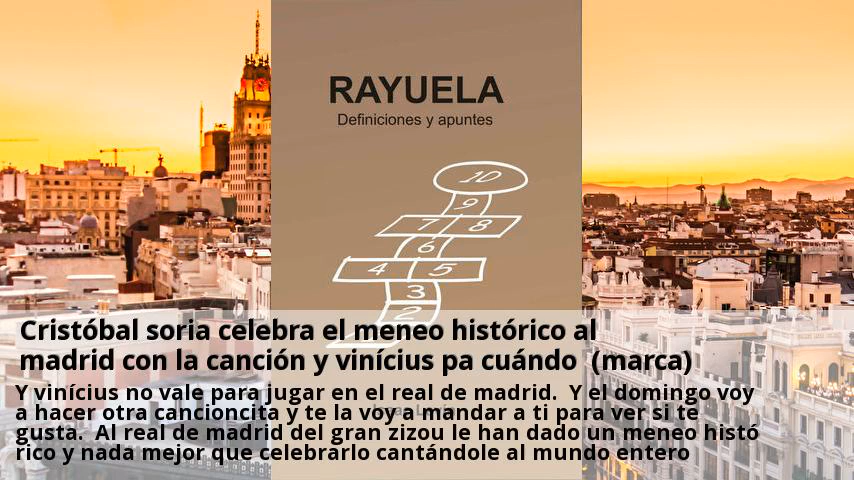 RAYUELA
Definiciones y apuntes
10
9
7 8
6
4 5
3
2
Cristóbal soria celebra el meneo histórico al
madrid con la canción y vinícius pa cuándo (marca)
Y vinícius no vale para jugar en el real de madrid. Y el domingo voy
a hacer otra cancioncita y te la voy a mandar a ti para ver si te
gusta. Al real de madrid del gran zizou le han dado un meneo histó
rico y nada mejor que celebrarlo cantándole al mundo entero